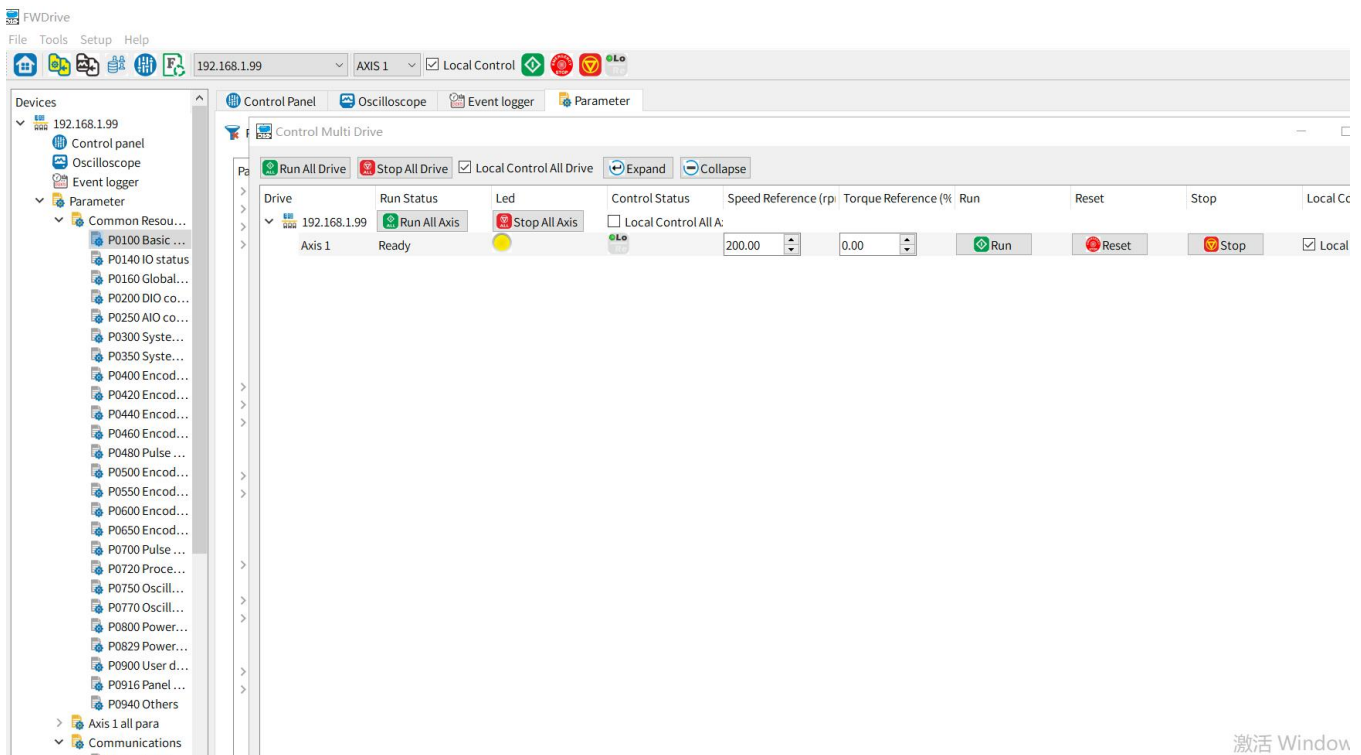 FWDrive
File Tools Setup Help
192.168.1.99 AXIS 1 Local Control Lo
Devices
192.168.1.99
Control panel
Oscilloscope
Event logger
Parameter
Common Resou...
P0100 Basic ...
P0140 IO status
P0160 Global...
P0200 DIO co...
P0250 AIO co...
P0300 Syste...
P0350 Syste...
P0400 Encod...
P0420 Encod...
P0440 Encod...
P0460 Encod...
P0480 Pulse ...
P0500 Encod...
P0550 Encod...
P0600 Encod...
P0650 Encod...
P0700 Pulse ...
P0720 Proce...
P0750 Oscill...
P0770 Oscill...
P0800 Power...
P0829 Power...
P0900 User d...
P0916 Panel ...
P0940 Others
Axis 1 all para
Communications
Control Panel Oscilloscope Event logger Parameter
Control Multi Drive
Pa
Run All Drive Stop All Drive Local Control All Drive Expand Collapse
Drive Run Status Led Control Status Speed Reference (rp Torque Reference (% Run Reset Stop Local Co
192.168.1.99 Run All Axis Stop All Axis Local Control All A
Axis 1 Ready Lo 200.00 0.00 Run Reset Stop Local
激活 Window